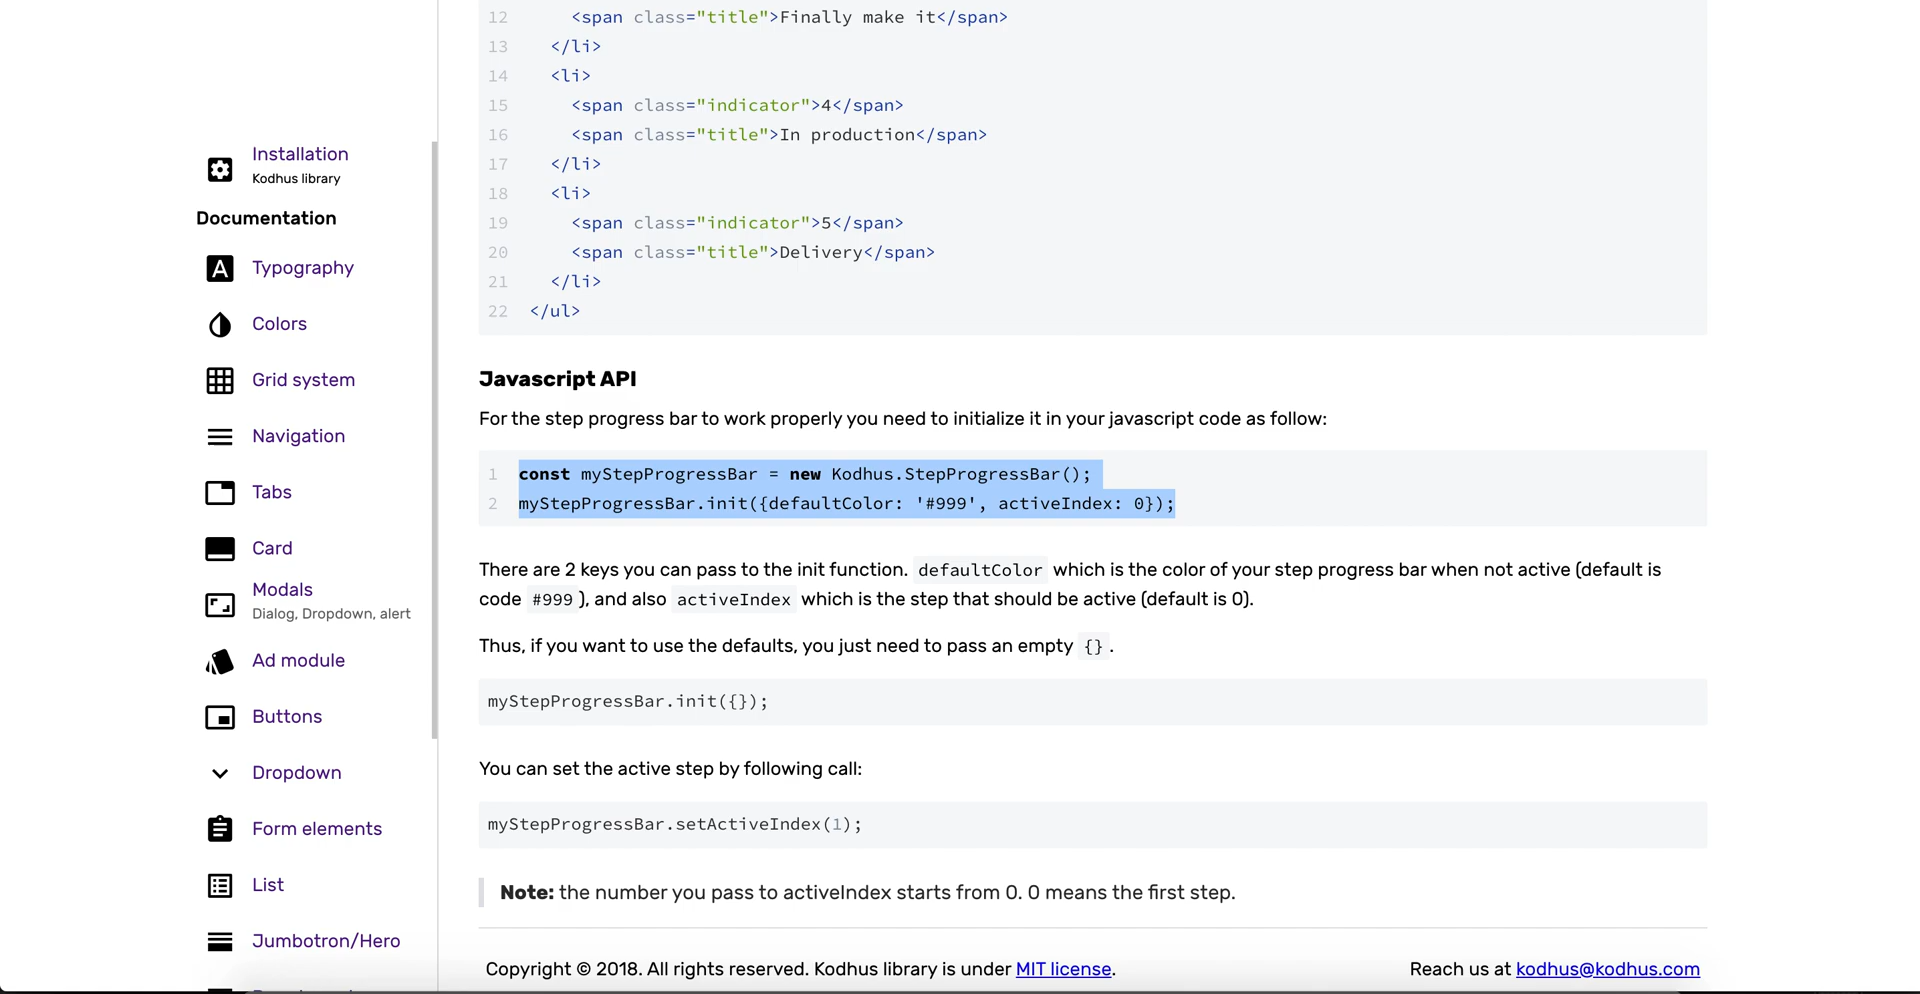 Installation
Kodhus library
Documentation
Typography
Colors
Grid system
Navigation
Tabs
Card
Modals
Dialog, Dropdown, alert
Ad module
Buttons
Dropdown
Form elements
List
Jumbotron/Hero
12 <span class="title">Finally make it</span>
13 </li>
14 <li>
15 <span class="indicator">4</span>
16 <span class="title">In production</span>
17 </li>
18 <li>
19 <span class="indicator">5</span>
20 <span class="title">Delivery</span>
21 </li>
22 </ul>
Javascript API
For the step progress bar to work properly you need to initialize it in your javascript code as follow:
1 const myStepProgressBar = new Kodhus.StepProgressBar();
2 myStepProgressBar.init({defaultColor: '#999', activeIndex: 0});
There are 2 keys you can pass to the init function. defaultColor which is the color of your step progress bar when not active (default is
code #999 ), and also activeIndex which is the step that should be active (default is 0).
Thus, if you want to use the defaults, you just need to pass an empty {} .
myStepProgressBar.init({});
You can set the active step by following call:
myStepProgressBar.setActiveIndex(1);
Note: the number you pass to activeIndex starts from 0. 0 means the first step.
Copyright © 2018. All rights reserved. Kodhus library is under MIT license.
Reach us at kodhus@kodhus.com